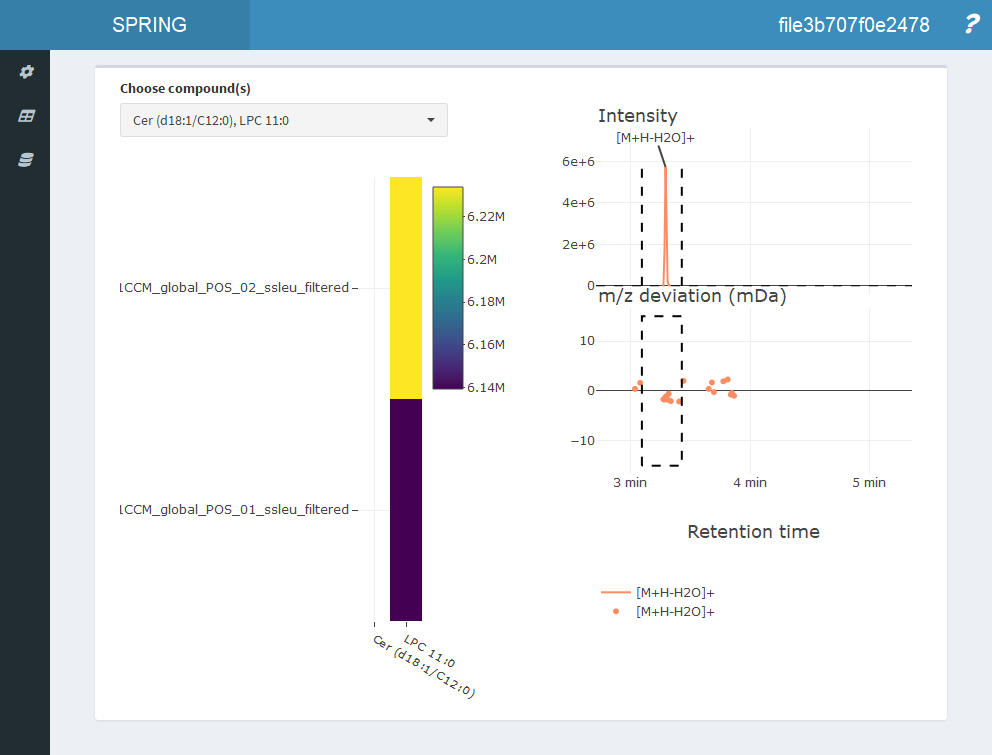 SPRING
file3b707f0e2478
?
Choose compound(s)
Cer (d18:1/C12:0), LPC 11:0
6.22M
6.2M
6.18M
6.16M
6.14M
1CCM_global_POS_02_ssleu_filtered
1CCM_global_POS_01_ssleu_filtered
LPC 11:0
Cer (d18:1/C12:0)
Intensity
[M+H-H2O]+
6e+6
4e+6
2e+6
0
m/z deviation (mDa)
10
0
−10
3 min
4 min
5 min
Retention time
[M+H-H2O]+
[M+H-H2O]+